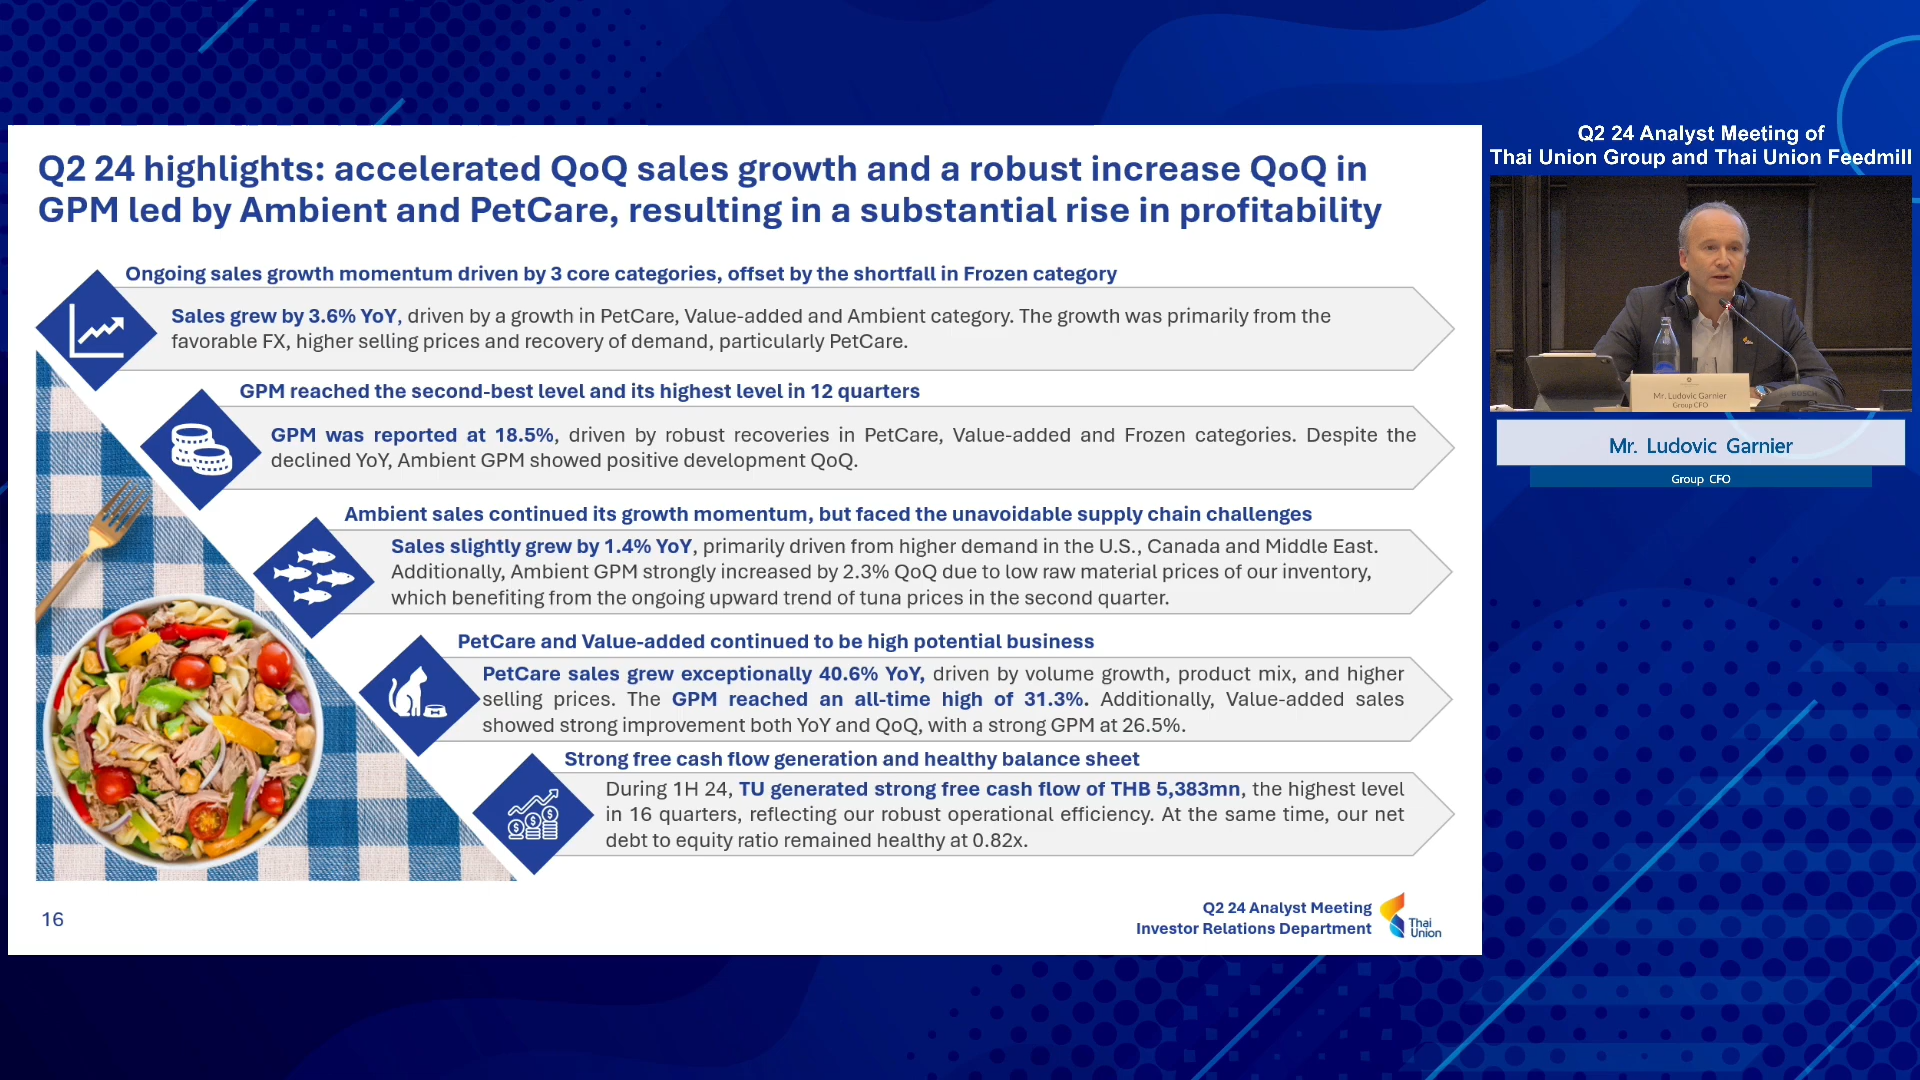 Q2 24 highlights: accelerated QoQ sales growth and a robust increase QoQ in
GPM led by Ambient and PetCare, resulting in a substantial rise in profitability
Ongoing sales growth momentum driven by 3 core categories, offset by the shortfall in Frozen category
Sales grew by 3.6% YoY, driven by a growth in PetCare, Value-added and Ambient category. The growth was primarily from the
favorable FX, higher selling prices and recovery of demand, particularly PetCare.
GPM reached the second-best level and its highest level in 12 quarters
GPM was reported at 18.5%, driven by robust recoveries in PetCare, Value-added and Frozen categories. Despite the
declined YoY, Ambient GPM showed positive development QoQ.
Ambient sales continued its growth momentum, but faced the unavoidable supply chain challenges
Sales slightly grew by 1.4% YoY, primarily driven from higher demand in the U.S., Canada and Middle East.
Additionally, Ambient GPM strongly increased by 2.3% QoQ due to low raw material prices of our inventory,
which benefiting from the ongoing upward trend of tuna prices in the second quarter.
PetCare and Value-added continued to be high potential business
PetCare sales grew exceptionally 40.6% YoY, driven by volume growth, product mix, and higher
selling prices. The GPM reached an all-time high of 31.3%. Additionally, Value-added sales
showed strong improvement both YoY and QoQ, with a strong GPM at 26.5%.
Strong free cash flow generation and healthy balance sheet
During 1H 24, TU generated strong free cash flow of THB 5,383mn, the highest level
in 16 quarters, reflecting our robust operational efficiency. At the same time, our net
debt to equity ratio remained healthy at 0.82x.
16
Q2 24 Analyst Meeting
Investor Relations Department
Thai
Union
Q2 24 Analyst Meeting of
Thai Union Group and Thai Union Feedmill
Mr. Ludovic Garnier
Group CFO
BOSCH
Mr. Ludovic Garnier
Group CFO